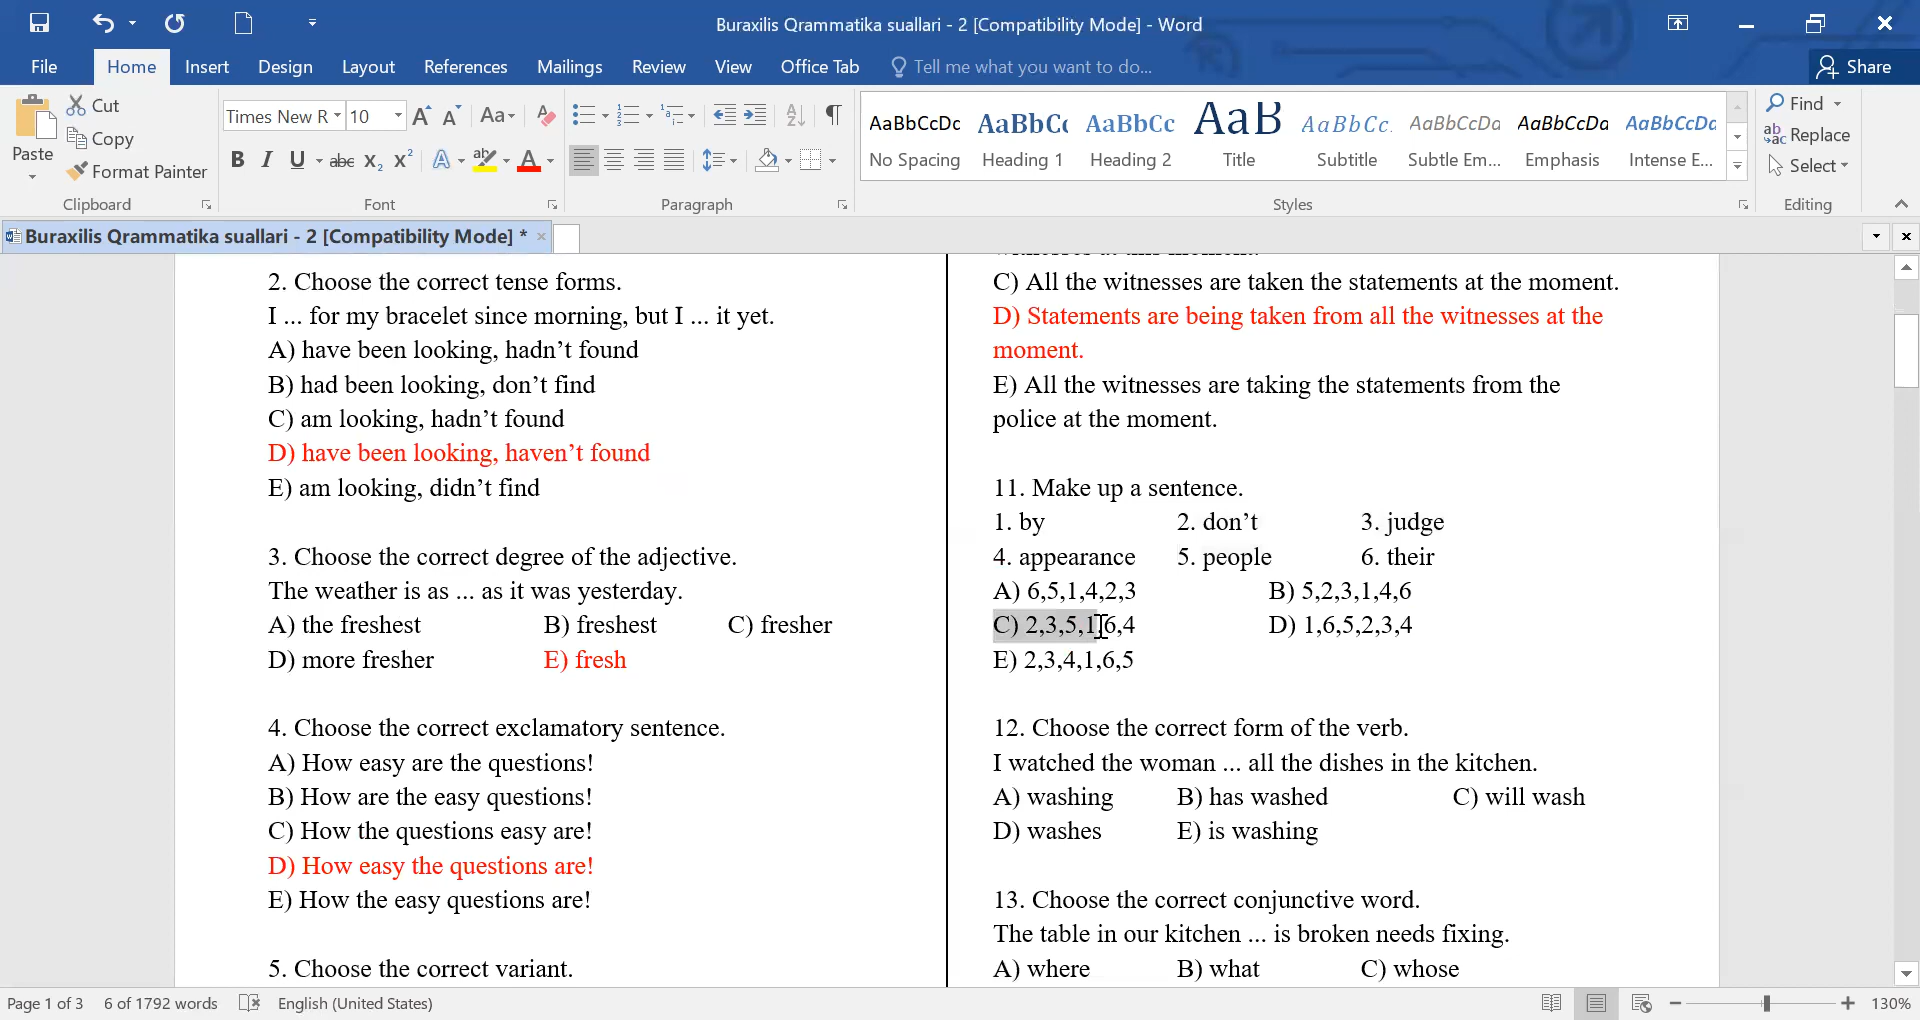 Buraxilis Qrammatika suallari - 2 [Compatibility Mode] - Word
File Home Insert Design Layout References Mailings Review View Office Tab Tell me what you want to do... Share
Paste
Cut
Copy
Format Painter
Clipboard
Times New R 10
Font
Paragraph
AaBbCcDc AaBbCc AaBbCc AaB AaBbCc. AaBbCcDc AaBbCcDc AaBbCcDc
No Spacing Heading 1 Heading 2 Title Subtitle Subtle Em... Emphasis Intense E...
Styles
Find
Replace
Select
Editing
Buraxilis Qrammatika suallari - 2 [Compatibility Mode] *
2. Choose the correct tense forms.
I ... for my bracelet since morning, but I ... it yet.
A) have been looking, hadn’t found
B) had been looking, don’t find
C) am looking, hadn’t found
D) have been looking, haven’t found
E) am looking, didn’t find
3. Choose the correct degree of the adjective.
The weather is as ... as it was yesterday.
A) the freshest B) freshest C) fresher
D) more fresher E) fresh
4. Choose the correct exclamatory sentence.
A) How easy are the questions!
B) How are the easy questions!
C) How the questions easy are!
D) How easy the questions are!
E) How the easy questions are!
5. Choose the correct variant.
C) All the witnesses are taken the statements at the moment.
D) Statements are being taken from all the witnesses at the
moment.
E) All the witnesses are taking the statements from the
police at the moment.
11. Make up a sentence.
1. by 2. don’t 3. judge
4. appearance 5. people 6. their
A) 6,5,1,4,2,3 B) 5,2,3,1,4,6
C) 2,3,5,1,6,4 D) 1,6,5,2,3,4
E) 2,3,4,1,6,5
12. Choose the correct form of the verb.
I watched the woman ... all the dishes in the kitchen.
A) washing B) has washed C) will wash
D) washes E) is washing
13. Choose the correct conjunctive word.
The table in our kitchen ... is broken needs fixing.
A) where B) what C) whose
Page 1 of 3 6 of 1792 words English (United States) 130%